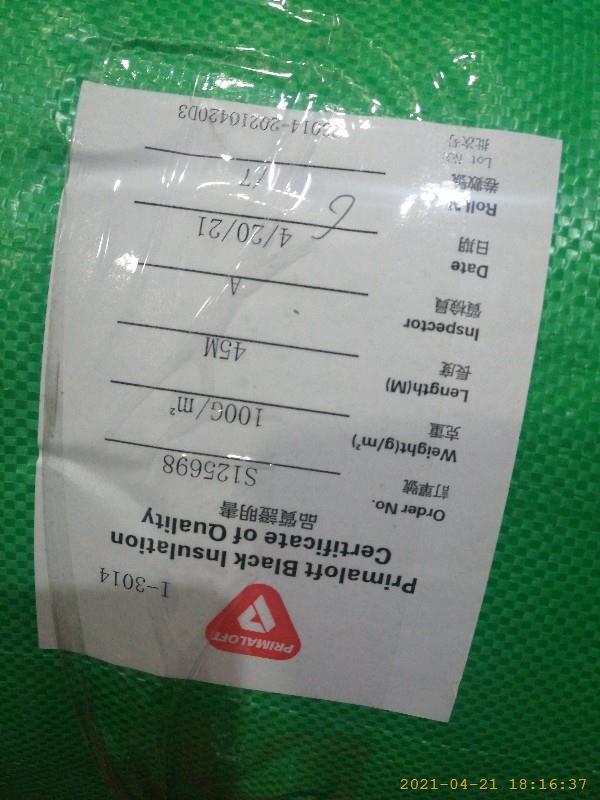 PRIMALOFT
I-3014
Primaloft Black Insulation
Certificate of Quality
品質證明書
Order No. S125698
訂單號
Weight(g/m²) 100G/m²
克重
Length(M) 45M
長度
Inspector A
質檢員
Date 4/20/21
日期
Roll 6 /7
卷數號
Lot No. 3014-20210420D3
批次号
2021-04-21 18:16:37